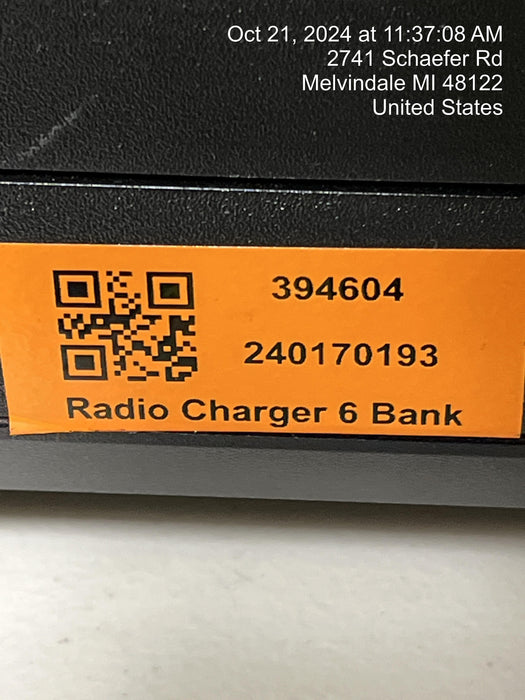 Oct 21, 2024 at 11:37:08 AM
2741 Schaefer Rd
Melvindale MI 48122
United States
394604
240170193
Radio Charger 6 Bank